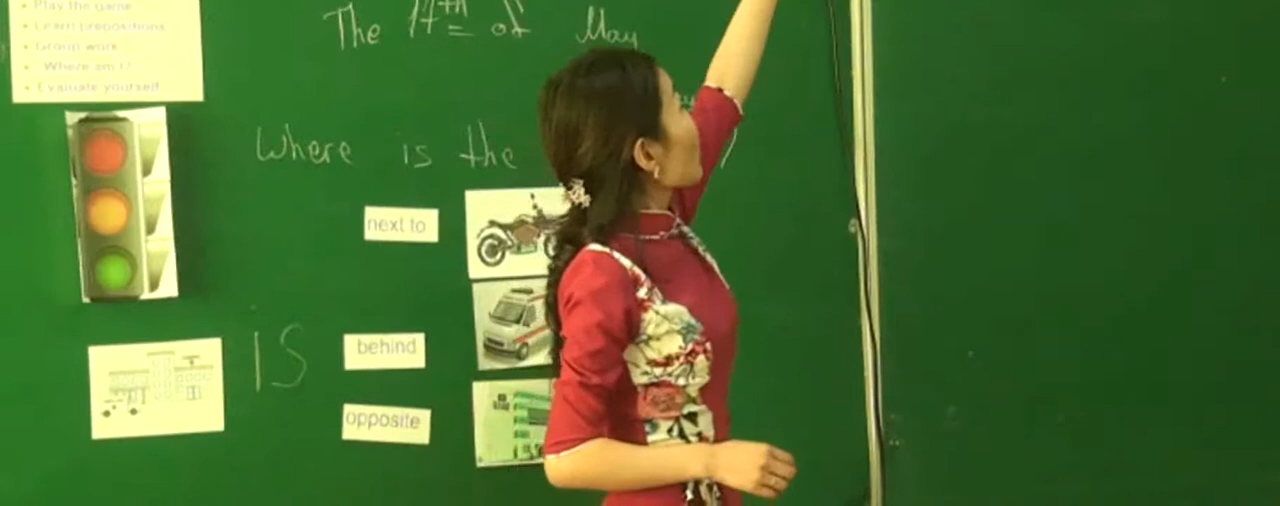 • Play the game
• Learn prepositions
• Group work
• Where am I?
• Evaluate yourself
The 17th of May
Where is the
next to
IS
behind
opposite